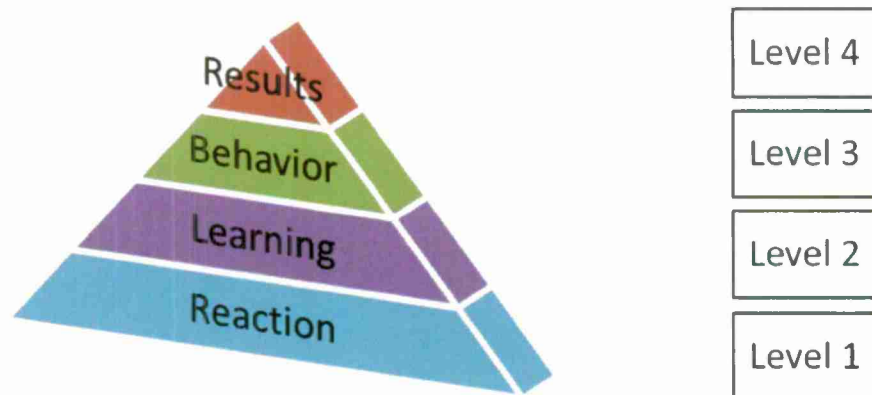 Results
Behavior
Learning
Reaction
Level 4
Level 3
Level 2
Level 1